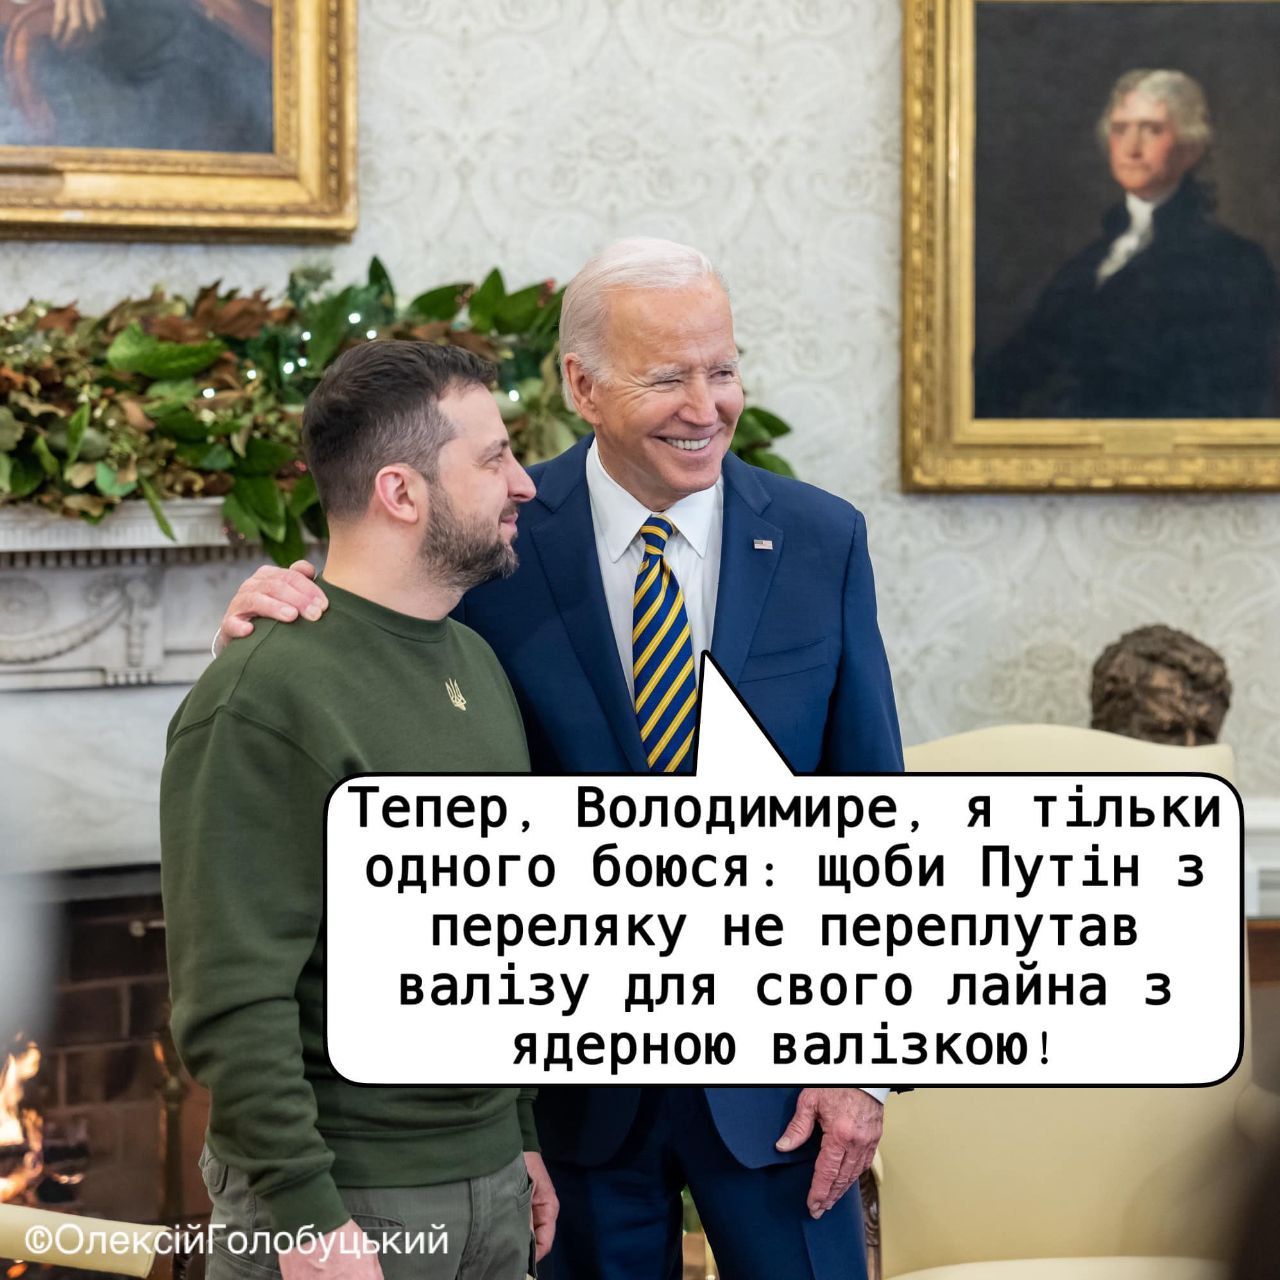 Тепер, Володимире, я тільки
одного боюся: щоби Путін з
переляку не переплутав
валізу для свого лайна з
ядерною валізкою!
©ОлексійГолобуцький